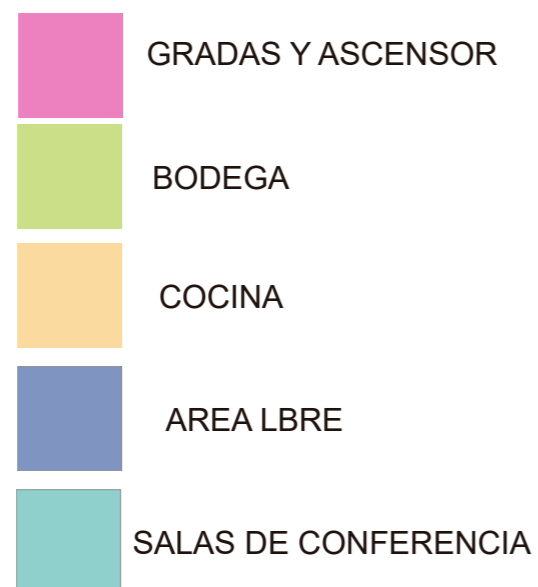 GRADAS Y ASCENSOR
BODEGA
COCINA
AREA LBRE
SALAS DE CONFERENCIA